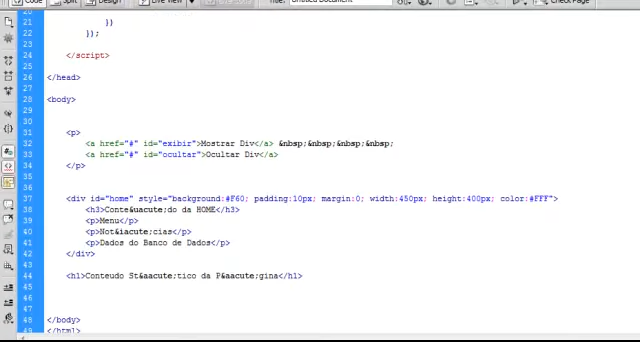 Code Split Design Live View Title: Untitled Document Check Page
20
21 })
22 });
23
24 </script>
25
26 </head>
27
28 <body>
29
30
31 <p>
32 <a href="#" id="exibir">Mostrar Div</a> &nbsp;&nbsp;&nbsp;&nbsp;
33 <a href="#" id="ocultar">Ocultar Div</a>
34 </p>
35
36
37 <div id="home" style="background:#F60; padding:10px; margin:0; width:450px; height:400px; color:#FFF">
38 <h3>Conte&uacute;do da HOME</h3>
39 <p>Menu</p>
40 <p>Not&iacute;cias</p>
41 <p>Dados do Banco de Dados</p>
42 </div>
43
44 <h1>Conteudo St&aacute;tico da P&aacute;gina</h1>
45
46
47
48 </body>
49 </html>